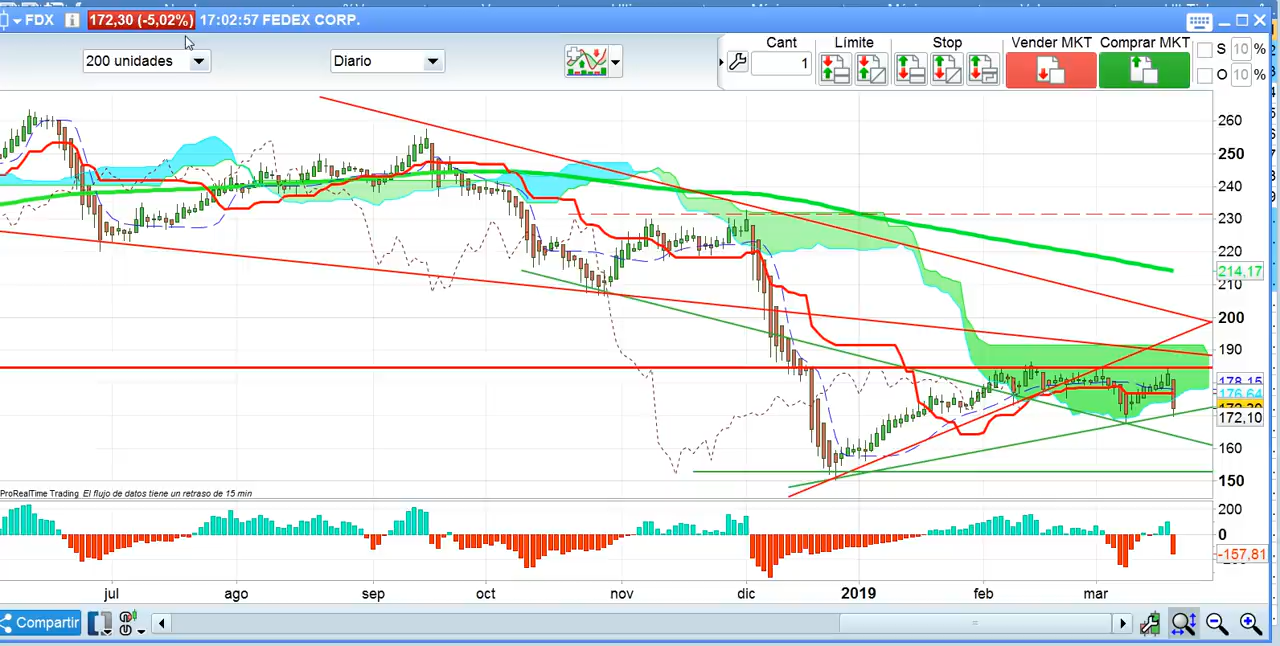 FDX 172,30 (-5,02%) 17:02:57 FEDEX CORP.
Cant Límite Stop Vender MKT Comprar MKT
S 10 %
200 unidades Diario 1
O 10 %
260
250
240
230
220
214,17
210
200
190
178,15
176,64
172,10
160
150
ProRealTime Trading El flujo de datos tiene un retraso de 15 min
200
0
-157,81
jul ago sep oct nov dic 2019 feb mar
Compartir